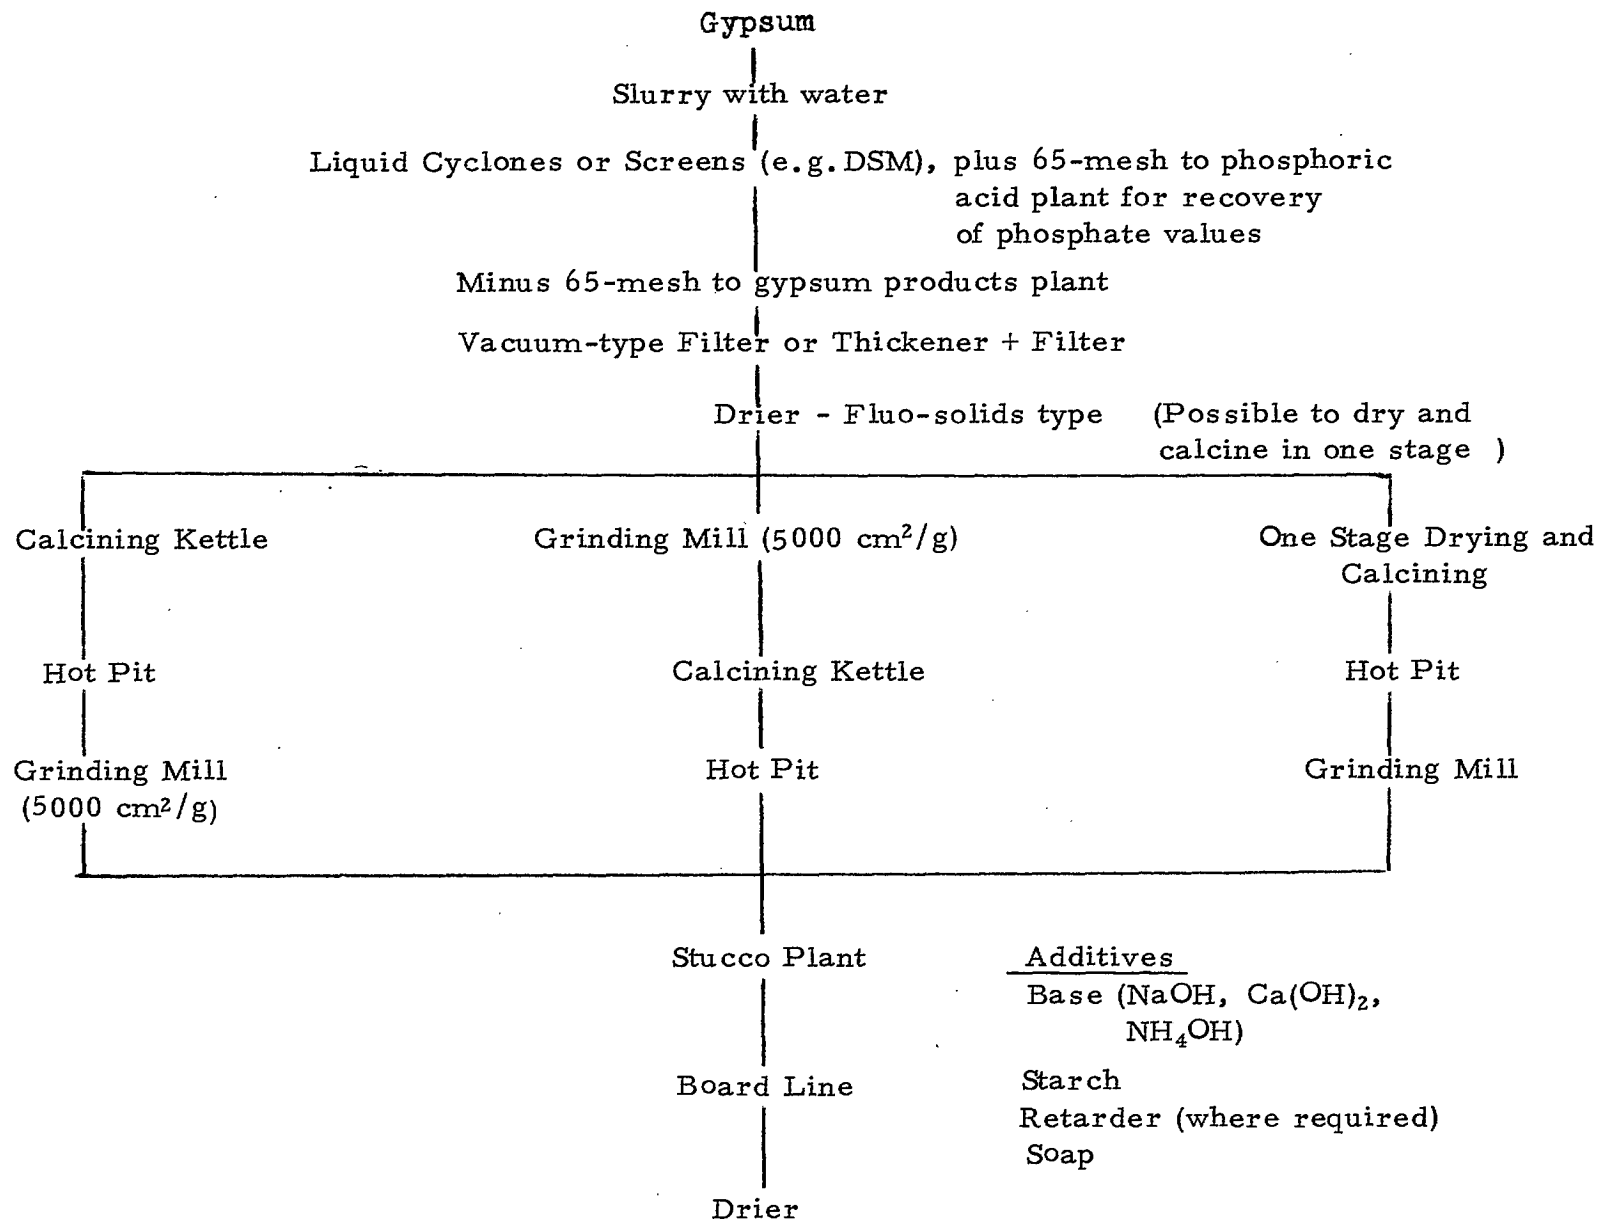 Gypsum
Slurry with water
Liquid Cyclones or Screens (e.g. DSM), plus 65-mesh to phosphoric
acid plant for recovery
of phosphate values
Minus 65-mesh to gypsum products plant
Vacuum-type Filter or Thickener + Filter
Drier - Fluo-solids type (Possible to dry and
calcine in one stage )
Calcining Kettle
Hot Pit
Grinding Mill
(5000 cm²/g)
Grinding Mill (5000 cm²/g)
Calcining Kettle
Hot Pit
One Stage Drying and
Calcining
Hot Pit
Grinding Mill
Stucco Plant
Board Line
Drier
Additives
Base (NaOH, Ca(OH)₂,
NH₄OH)
Starch
Retarder (where required)
Soap